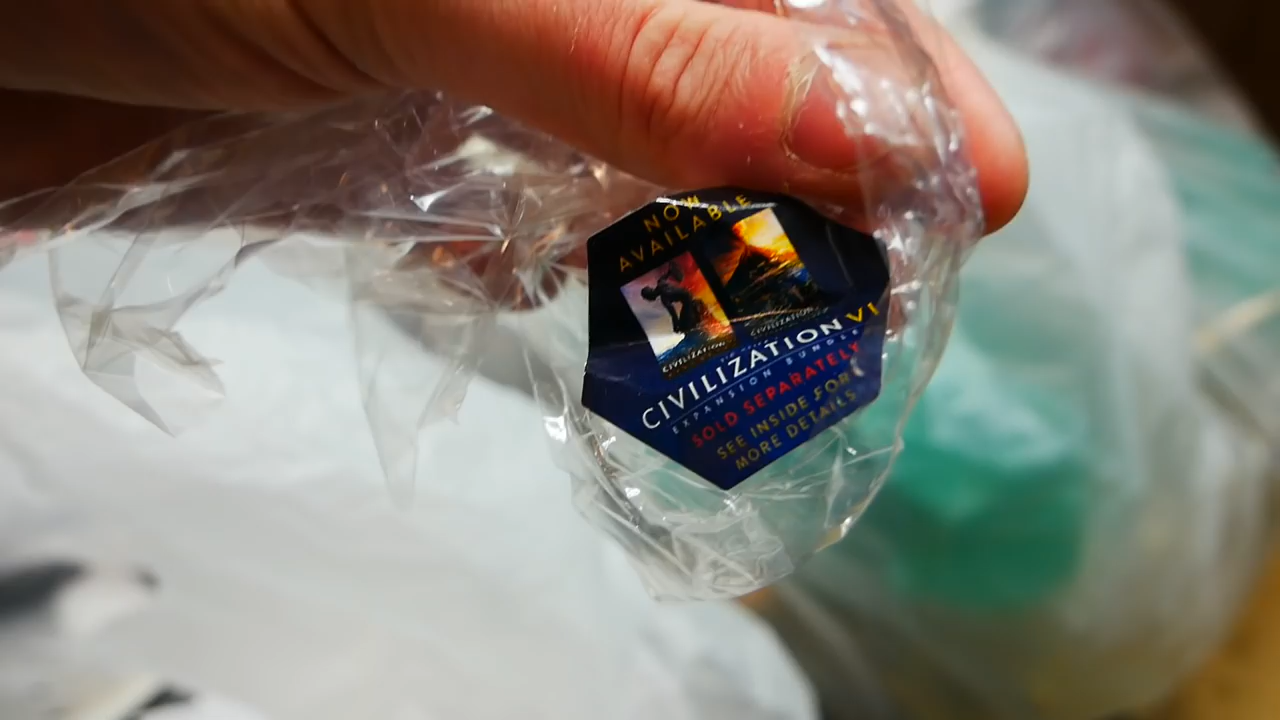 NOW
AVAILABLE
CIVILIZATION
CIVILIZATION
CIVILIZATION VI
EXPANSION BUNDLE
SOLD SEPARATELY
SEE INSIDE FOR
MORE DETAILS